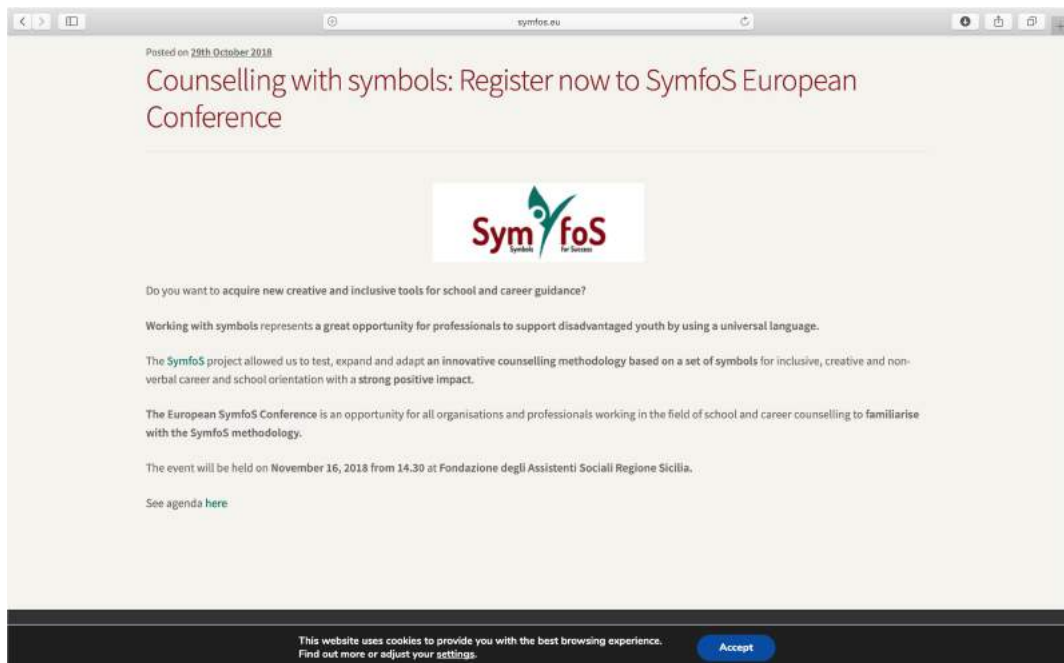 symfos.eu
Posted on 29th October 2018
Counselling with symbols: Register now to SymfoS European
Conference
SymfoS
Symbols for Success
Do you want to acquire new creative and inclusive tools for school and career guidance?
Working with symbols represents a great opportunity for professionals to support disadvantaged youth by using a universal language.
The SymfoS project allowed us to test, expand and adapt an innovative counselling methodology based on a set of symbols for inclusive, creative and non-
verbal career and school orientation with a strong positive impact.
The European SymfoS Conference is an opportunity for all organisations and professionals working in the field of school and career counselling to familiarise
with the SymfoS methodology.
The event will be held on November 16, 2018 from 14.30 at Fondazione degli Assistenti Sociali Regione Sicilia.
See agenda here
This website uses cookies to provide you with the best browsing experience.
Find out more or adjust your settings.
Accept